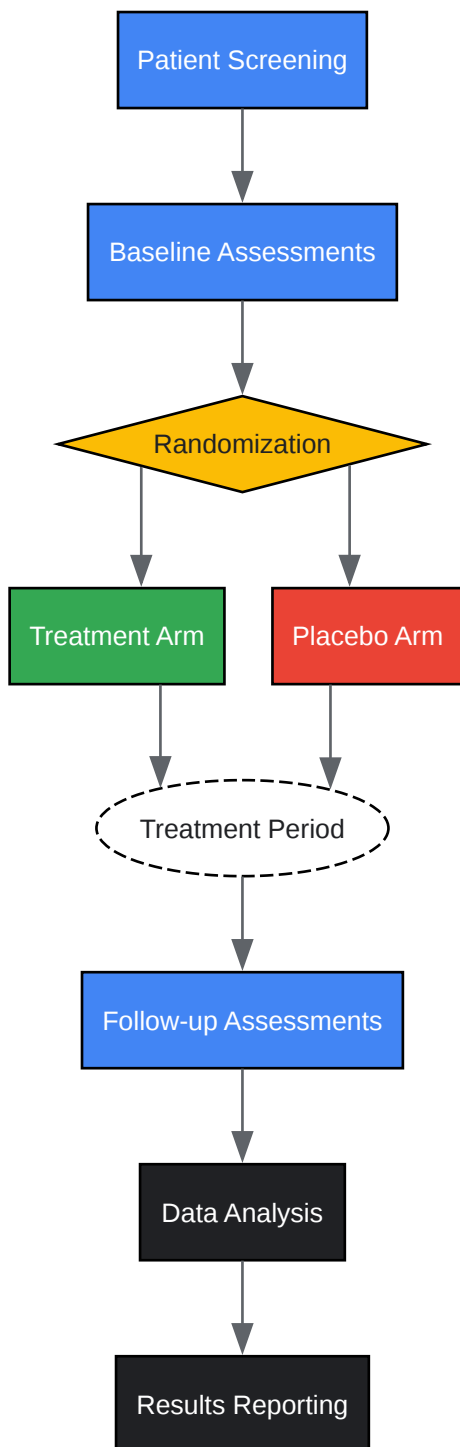 Patient Screening
Baseline Assessments
Randomization
Treatment Arm
Placebo Arm
Treatment Period
Follow-up Assessments
Data Analysis
Results Reporting